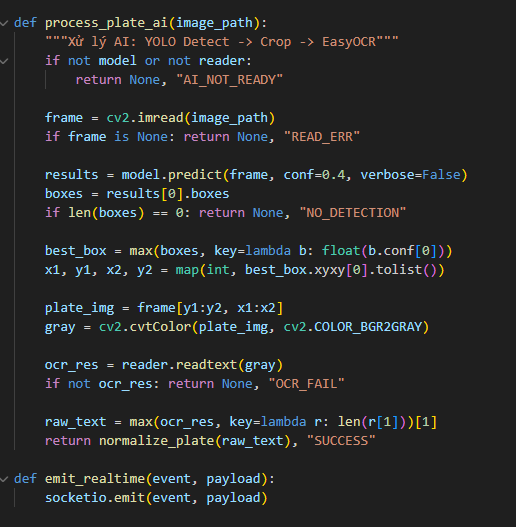 def process_plate_ai(image_path):
    """Xử lý AI: YOLO Detect -> Crop -> EasyOCR"""
    if not model or not reader:
        return None, "AI_NOT_READY"
    frame = cv2.imread(image_path)
    if frame is None: return None, "READ_ERR"
    results = model.predict(frame, conf=0.4, verbose=False)
    boxes = results[0].boxes
    if len(boxes) == 0: return None, "NO_DETECTION"
    best_box = max(boxes, key=lambda b: float(b.conf[0]))
    x1, y1, x2, y2 = map(int, best_box.xyxy[0].tolist())
    plate_img = frame[y1:y2, x1:x2]
    gray = cv2.cvtColor(plate_img, cv2.COLOR_BGR2GRAY)
    ocr_res = reader.readtext(gray)
    if not ocr_res: return None, "OCR_FAIL"
    raw_text = max(ocr_res, key=lambda r: len(r[1]))[1]
    return normalize_plate(raw_text), "SUCCESS"
def emit_realtime(event, payload):
    socketio.emit(event, payload)